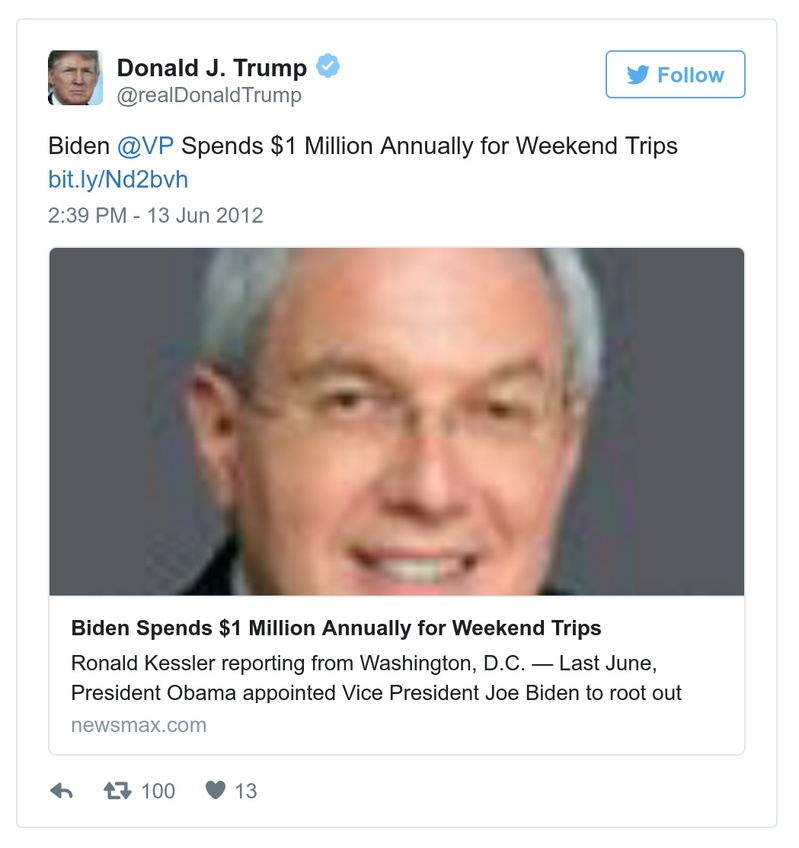 Donald J. Trump
@realDonaldTrump
Follow
Biden @VP Spends $1 Million Annually for Weekend Trips
bit.ly/Nd2bvh
2:39 PM - 13 Jun 2012
Biden Spends $1 Million Annually for Weekend Trips
Ronald Kessler reporting from Washington, D.C. — Last June,
President Obama appointed Vice President Joe Biden to root out
newsmax.com
100 13